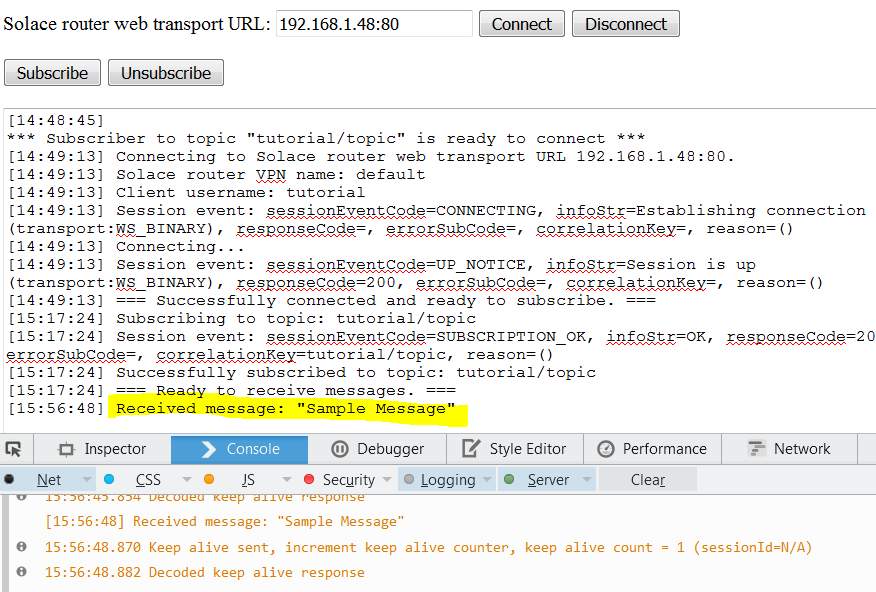 Solace router web transport URL: 192.168.1.48:80 Connect Disconnect
Subscribe Unsubscribe
[14:48:45]
*** Subscriber to topic "tutorial/topic" is ready to connect ***
[14:49:13] Connecting to Solace router web transport URL 192.168.1.48:80.
[14:49:13] Solace router VPN name: default
[14:49:13] Client username: tutorial
[14:49:13] Session event: sessionEventCode=CONNECTING, infoStr=Establishing connection
(transport:WS_BINARY), responseCode=, errorSubCode=, correlationKey=, reason=()
[14:49:13] Connecting...
[14:49:13] Session event: sessionEventCode=UP_NOTICE, infoStr=Session is up
(transport:WS_BINARY), responseCode=200, errorSubCode=, correlationKey=, reason=()
[14:49:13] === Successfully connected and ready to subscribe. ===
[15:17:24] Subscribing to topic: tutorial/topic
[15:17:24] Session event: sessionEventCode=SUBSCRIPTION_OK, infoStr=OK, responseCode=20
errorSubCode=, correlationKey=tutorial/topic, reason=()
[15:17:24] Successfully subscribed to topic: tutorial/topic
[15:17:24] === Ready to receive messages. ===
[15:56:48] Received message: "Sample Message"
Inspector Console Debugger Style Editor Performance Network
Net CSS JS Security Logging Server Clear
15:56:45.854 Decoded keep alive response
[15:56:48] Received message: "Sample Message"
15:56:48.870 Keep alive sent, increment keep alive counter, keep alive count = 1 (sessionId=N/A)
15:56:48.882 Decoded keep alive response